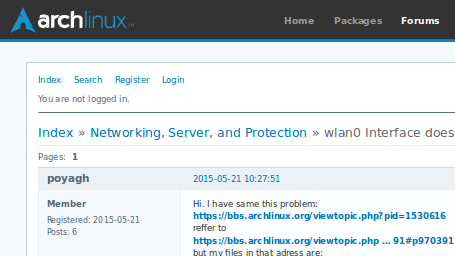 archlinux™
Home Packages Forums
Index Search Register Login
You are not logged in.
Index » Networking, Server, and Protection » wlan0 Interface does
Pages: 1
poyagh 2015-05-21 10:27:51
Member
Registered: 2015-05-21
Posts: 6
Hi. I have same this problem:
https://bbs.archlinux.org/viewtopic.php?pid=1530616
reffer to
https://bbs.archlinux.org/viewtopic.php … 91#p970391
but my files in that adress are: